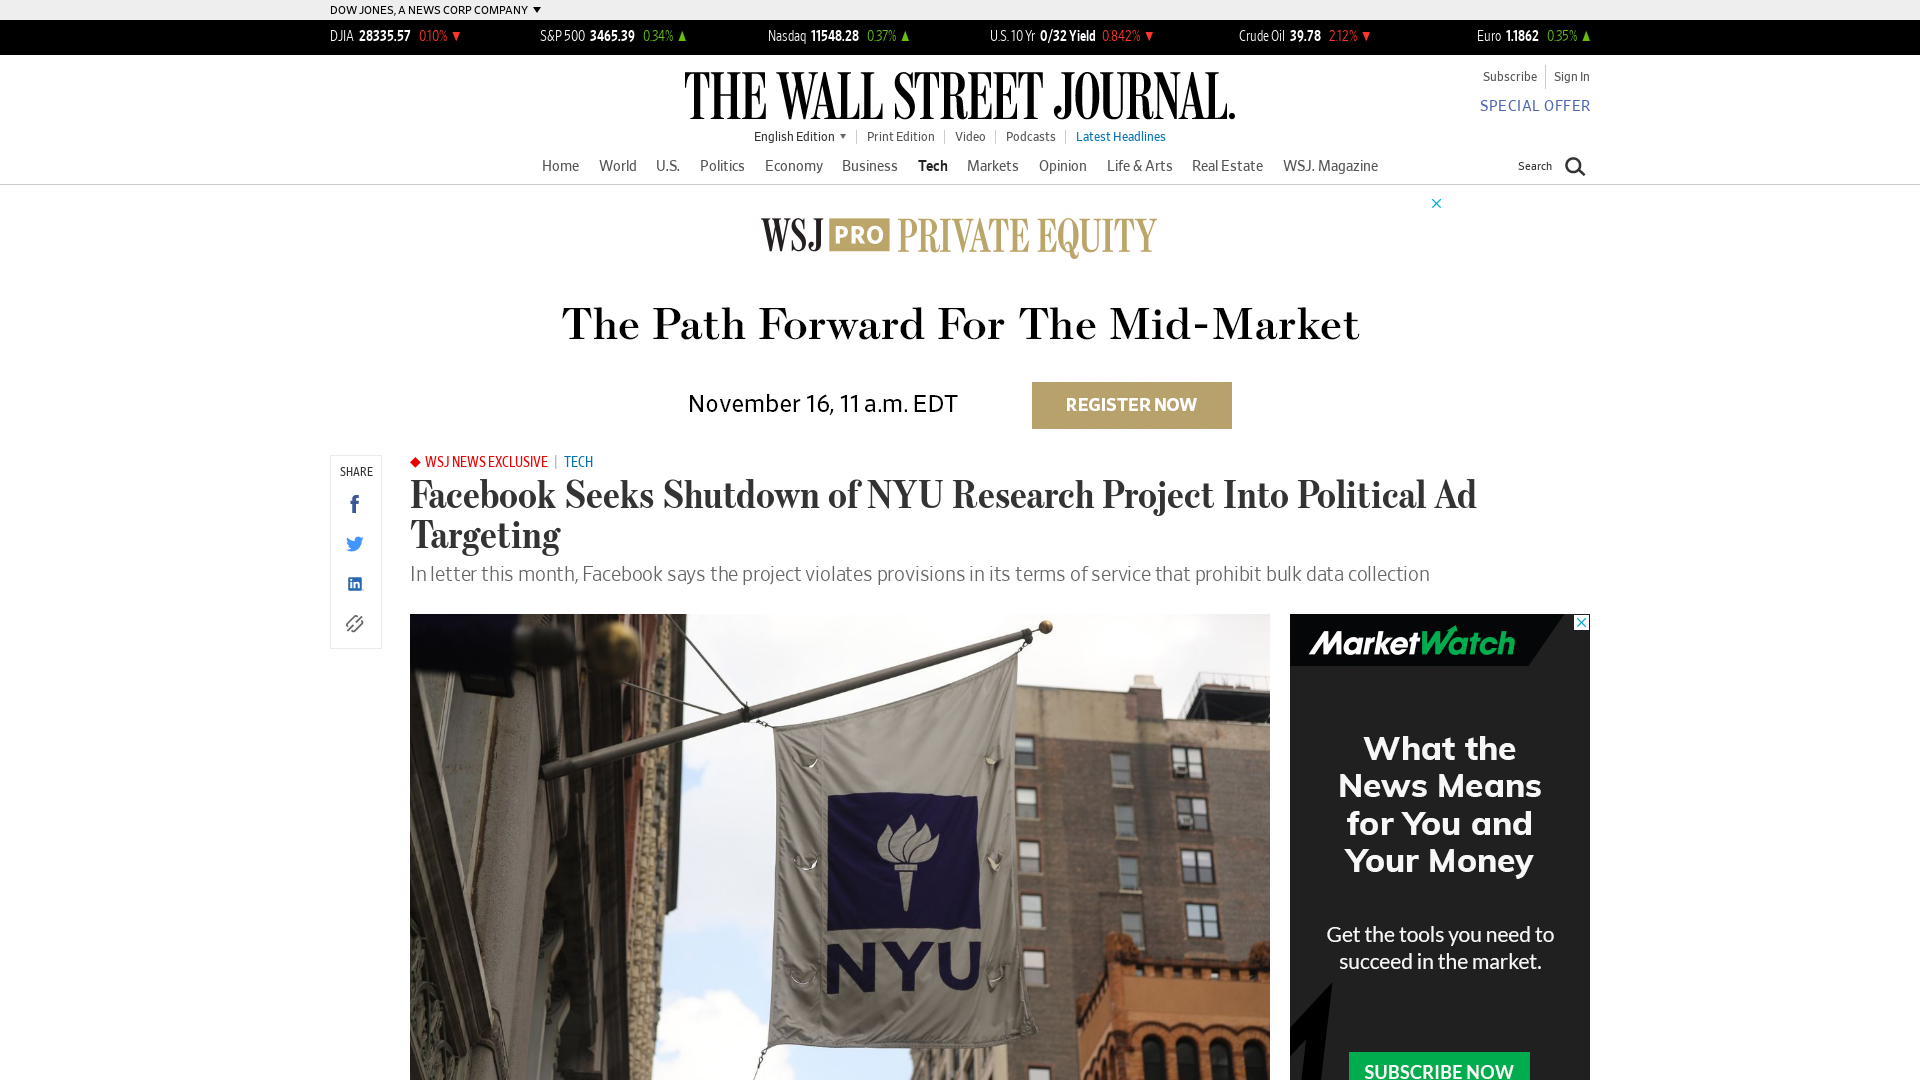 DOW JONES, A NEWS CORP COMPANY
DJIA 28335.57 0.10% S&P 500 3465.39 0.34% Nasdaq 11548.28 0.37% U.S. 10 Yr 0/32 Yield 0.842% Crude Oil 39.78 2.12% Euro 1.1862 0.35%
THE WALL STREET JOURNAL.
Subscribe Sign In
SPECIAL OFFER
English Edition Print Edition Video Podcasts Latest Headlines
Home World U.S. Politics Economy Business Tech Markets Opinion Life & Arts Real Estate WSJ. Magazine
Search
WSJ PRO PRIVATE EQUITY
The Path Forward For The Mid-Market
November 16, 11 a.m. EDT REGISTER NOW
SHARE
WSJ NEWS EXCLUSIVE | TECH
Facebook Seeks Shutdown of NYU Research Project Into Political Ad
Targeting
In letter this month, Facebook says the project violates provisions in its terms of service that prohibit bulk data collection
NYU
MarketWatch
What the
News Means
for You and
Your Money
Get the tools you need to
succeed in the market.
SUBSCRIBE NOW